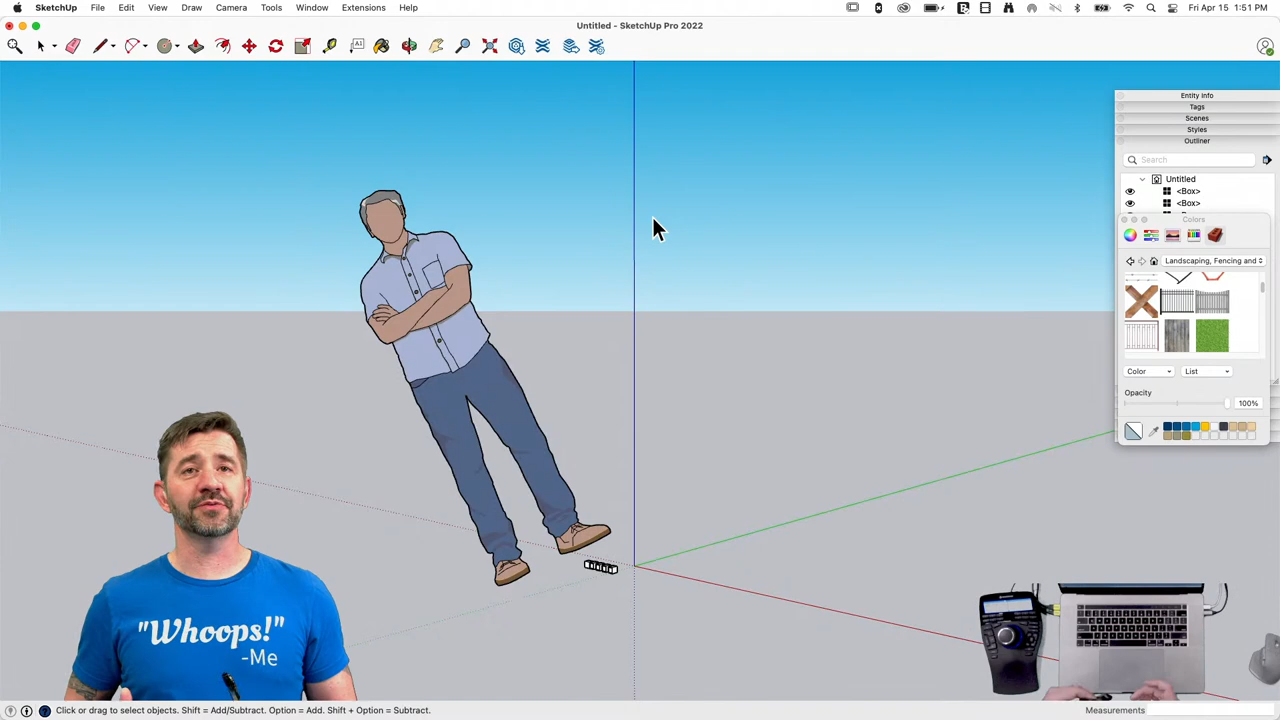 SketchUp File Edit View Draw Camera Tools Window Extensions Help Fri Apr 15 1:51 PM
Untitled - SketchUp Pro 2022
Entity Info
Tags
Scenes
Styles
Outliner
Search
Untitled
<Box>
<Box>
Colors
Landscaping, Fencing and
Color List
Opacity
100%
"Whoops!"
-Me
Click or drag to select objects. Shift = Add/Subtract. Option = Add. Shift + Option = Subtract. Measurements